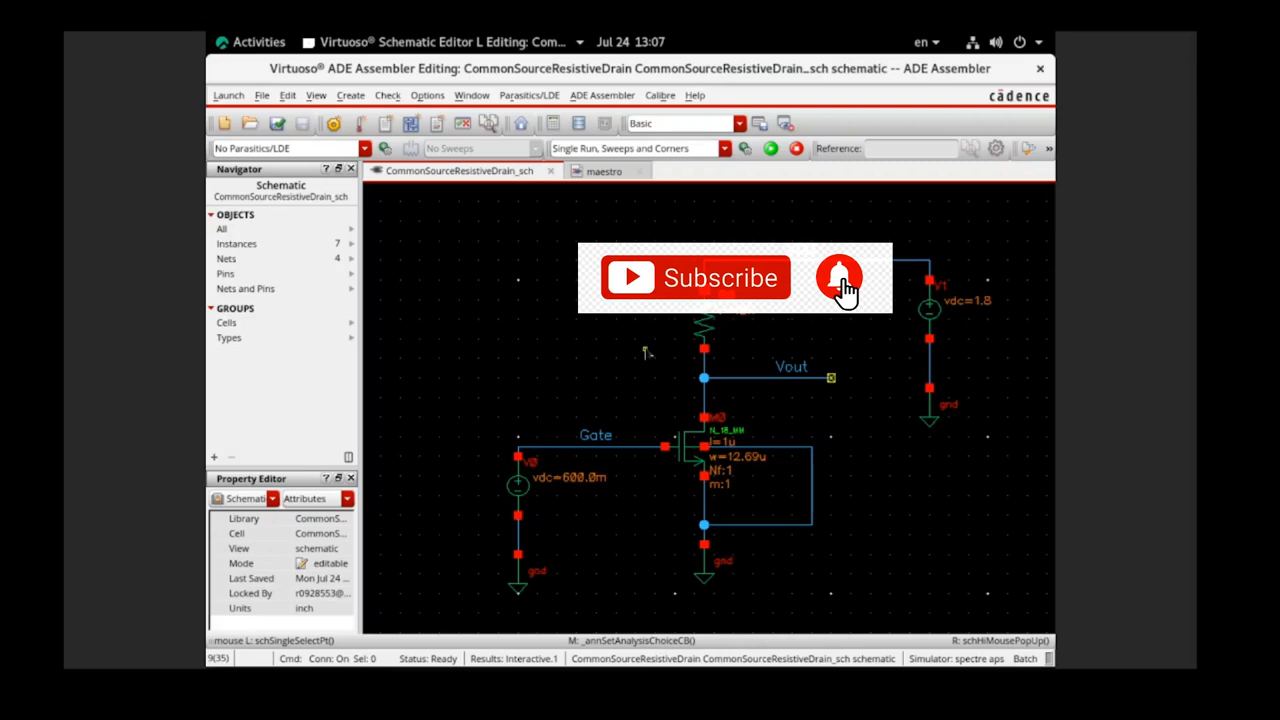 Activities Virtuoso® Schematic Editor L Editing: Com... Jul 24 13:07 en
Virtuoso® ADE Assembler Editing: CommonSourceResistiveDrain CommonSourceResistiveDrain_sch schematic -- ADE Assembler ×
Launch File Edit View Create Check Options Window Parasitics/LDE ADE Assembler Calibre Help cādence
Basic
No Parasitics/LDE No Sweeps Single Run, Sweeps and Corners Reference: »
Navigator ? CommonSourceResistiveDrain_sch maestro
Schematic
CommonSourceResistiveDrain_sch
OBJECTS
All
Instances 7
Nets 4
Pins
Nets and Pins
GROUPS
Cells
Types
Subscribe
V1
vdc=1.8
Vout
gnd
M0
N_18_MM
Gate
l=1u
w=12.69u
V0
Nf:1
vdc=600.0m
m:1
gnd
gnd
+ −
Property Editor ?
Schemati Attributes
Library CommonS...
Cell CommonS...
View schematic
Mode editable
Last Saved Mon Jul 24 ...
Locked By r0928553@...
Units inch
mouse L: schSingleSelectPt() M: _annSetAnalysisChoiceCB() R: schHiMousePopUp()
9(35) Cmd: Conn: On Sel: 0 Status: Ready Results: Interactive.1 CommonSourceResistiveDrain CommonSourceResistiveDrain_sch schematic Simulator: spectre aps Batch